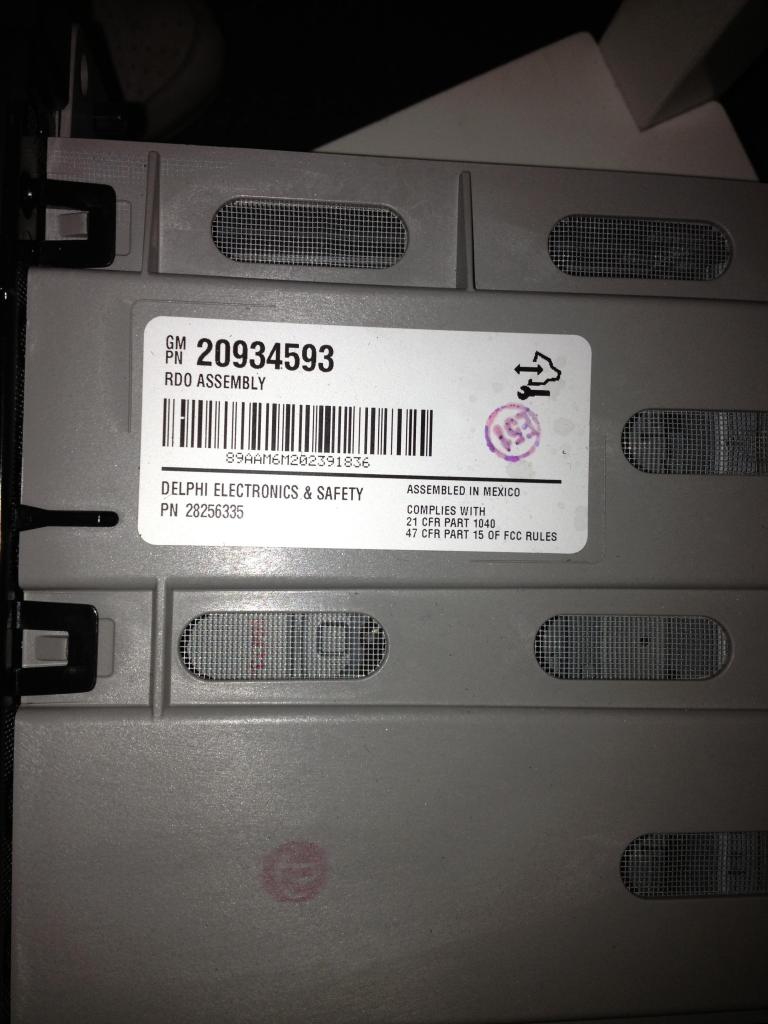 GM
PN 20934593
RDO ASSEMBLY
89AAM6M202391836
DELPHI ELECTRONICS & SAFETY
PN 28256335
ASSEMBLED IN MEXICO
COMPLIES WITH
21 CFR PART 1040
47 CFR PART 15 OF FCC RULES
E51